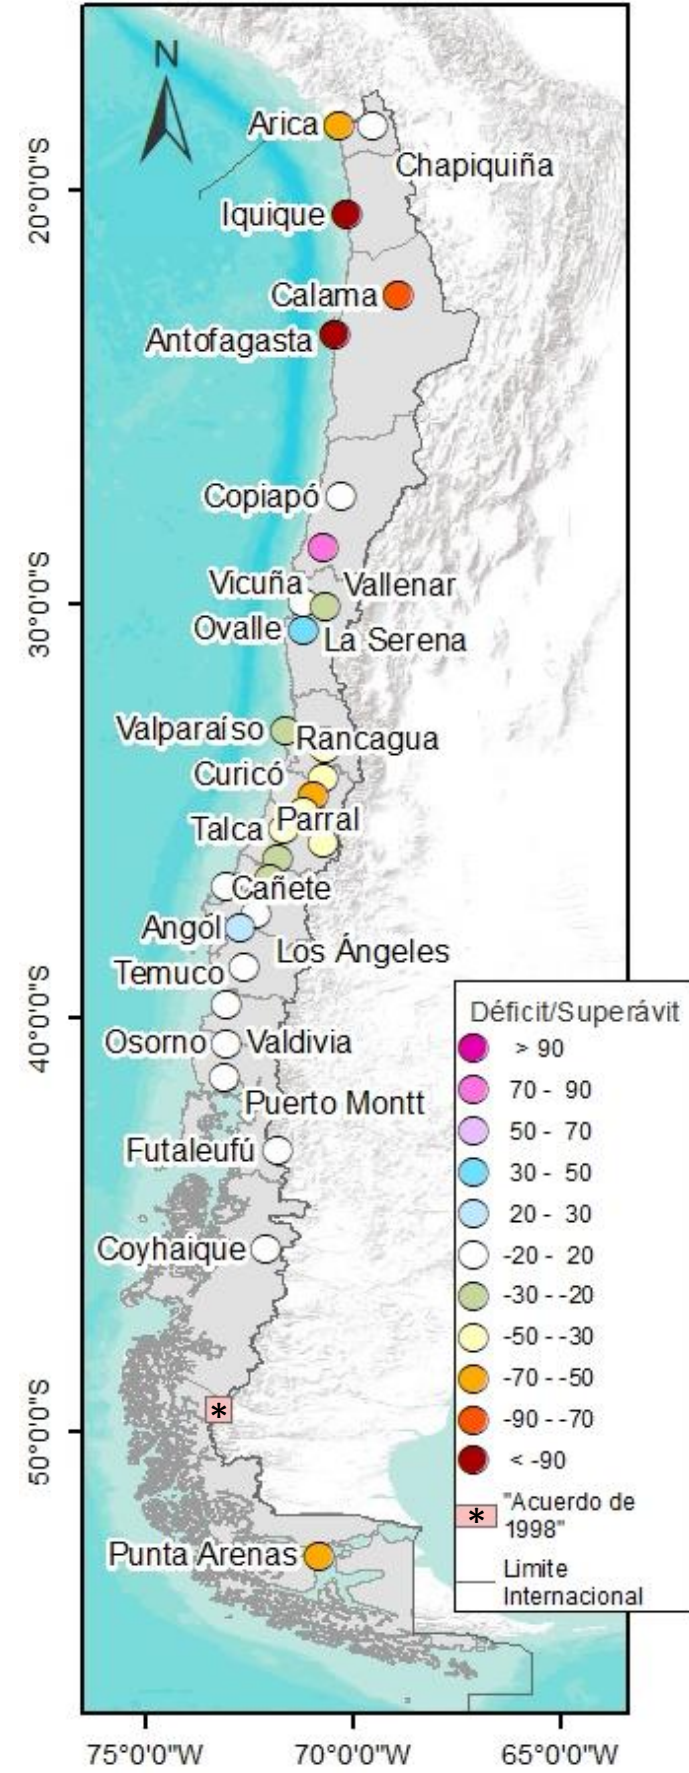 N
Arica
Chapiquiña
20°0'0"S
Iquique
Calama
Antofagasta
Copiapó
Vicuña
Vallenar
30°0'0"S
Ovalle
La Serena
Valparaíso
Rancagua
Curicó
Parral
Talca
Cañete
Angol
Los Ángeles
Temuco
40°0'0"S
Osorno
Valdivia
Puerto Montt
Futaleufú
Coyhaique
50°0'0"S
*
Punta Arenas
Déficit/Superávit
> 90
70 - 90
50 - 70
30 - 50
20 - 30
-20 - 20
-30 - -20
-50 - -30
-70 - -50
-90 - -70
< -90
* "Acuerdo de
1998"
Limite
Internacional
75°0'0"W 70°0'0"W 65°0'0"W